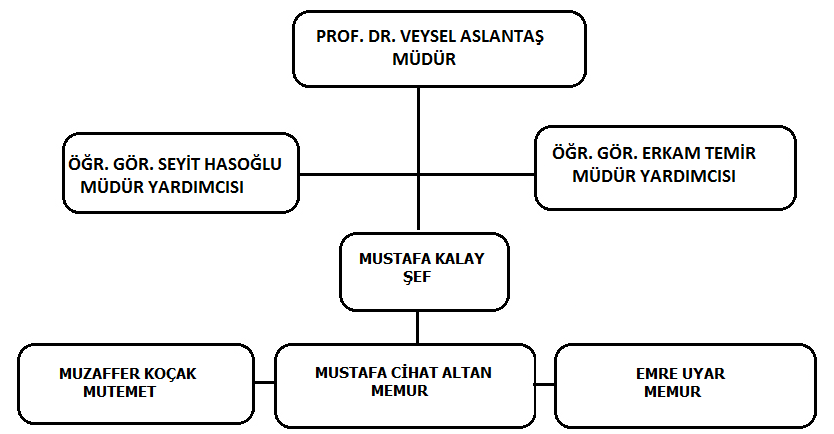 PROF. DR. VEYSEL ASLANTAŞ
MÜDÜR
ÖĞR. GÖR. SEYİT HASOĞLU
MÜDÜR YARDIMCISI
ÖĞR. GÖR. ERKAM TEMİR
MÜDÜR YARDIMCISI
MUSTAFA KALAY
ŞEF
MUZAFFER KOÇAK
MUTEMET
MUSTAFA CİHAT ALTAN
MEMUR
EMRE UYAR
MEMUR